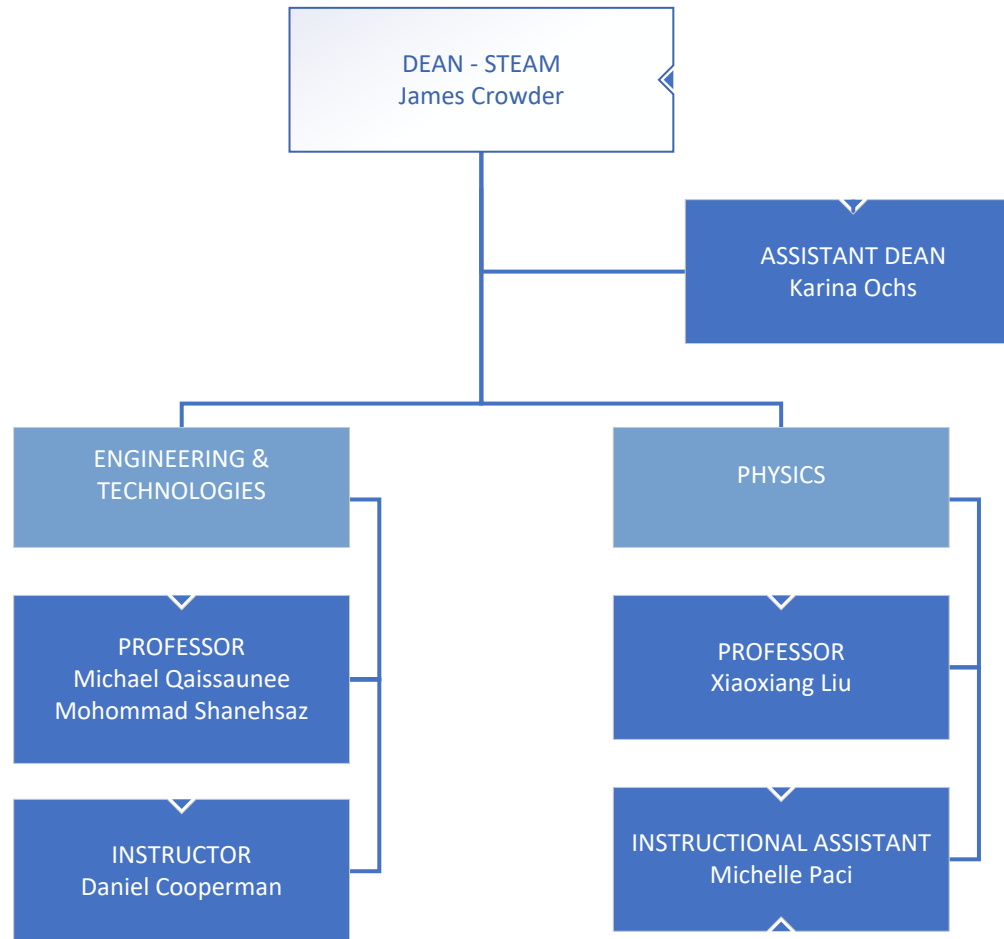 DEAN - STEAM
James Crowder
ASSISTANT DEAN
Karina Ochs
ENGINEERING &
TECHNOLOGIES
PROFESSOR
Michael Qaissaunee
Mohommad Shanehsaz
INSTRUCTOR
Daniel Cooperman
PHYSICS
PROFESSOR
Xiaoxiang Liu
INSTRUCTIONAL ASSISTANT
Michelle Paci